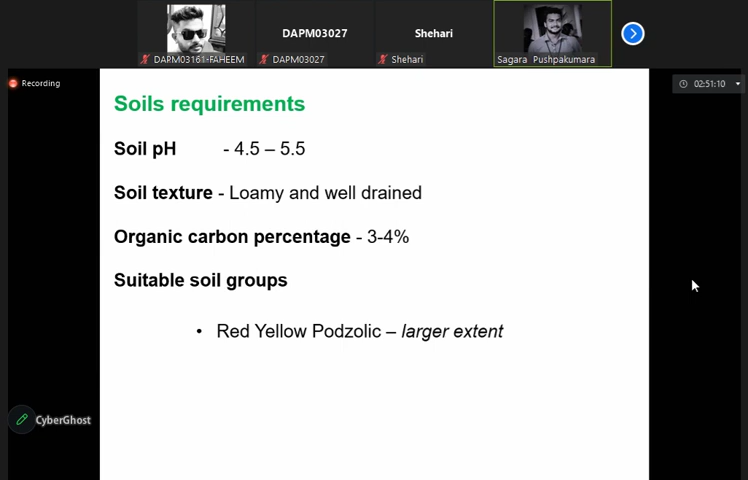 DAPM03027
Shehari
DAPM03161-FAHEEM
DAPM03027
Shehari
Sagara Pushpakumara
Recording
02:51:10
Soils requirements
Soil pH - 4.5 – 5.5
Soil texture - Loamy and well drained
Organic carbon percentage - 3-4%
Suitable soil groups
• Red Yellow Podzolic – larger extent
CyberGhost